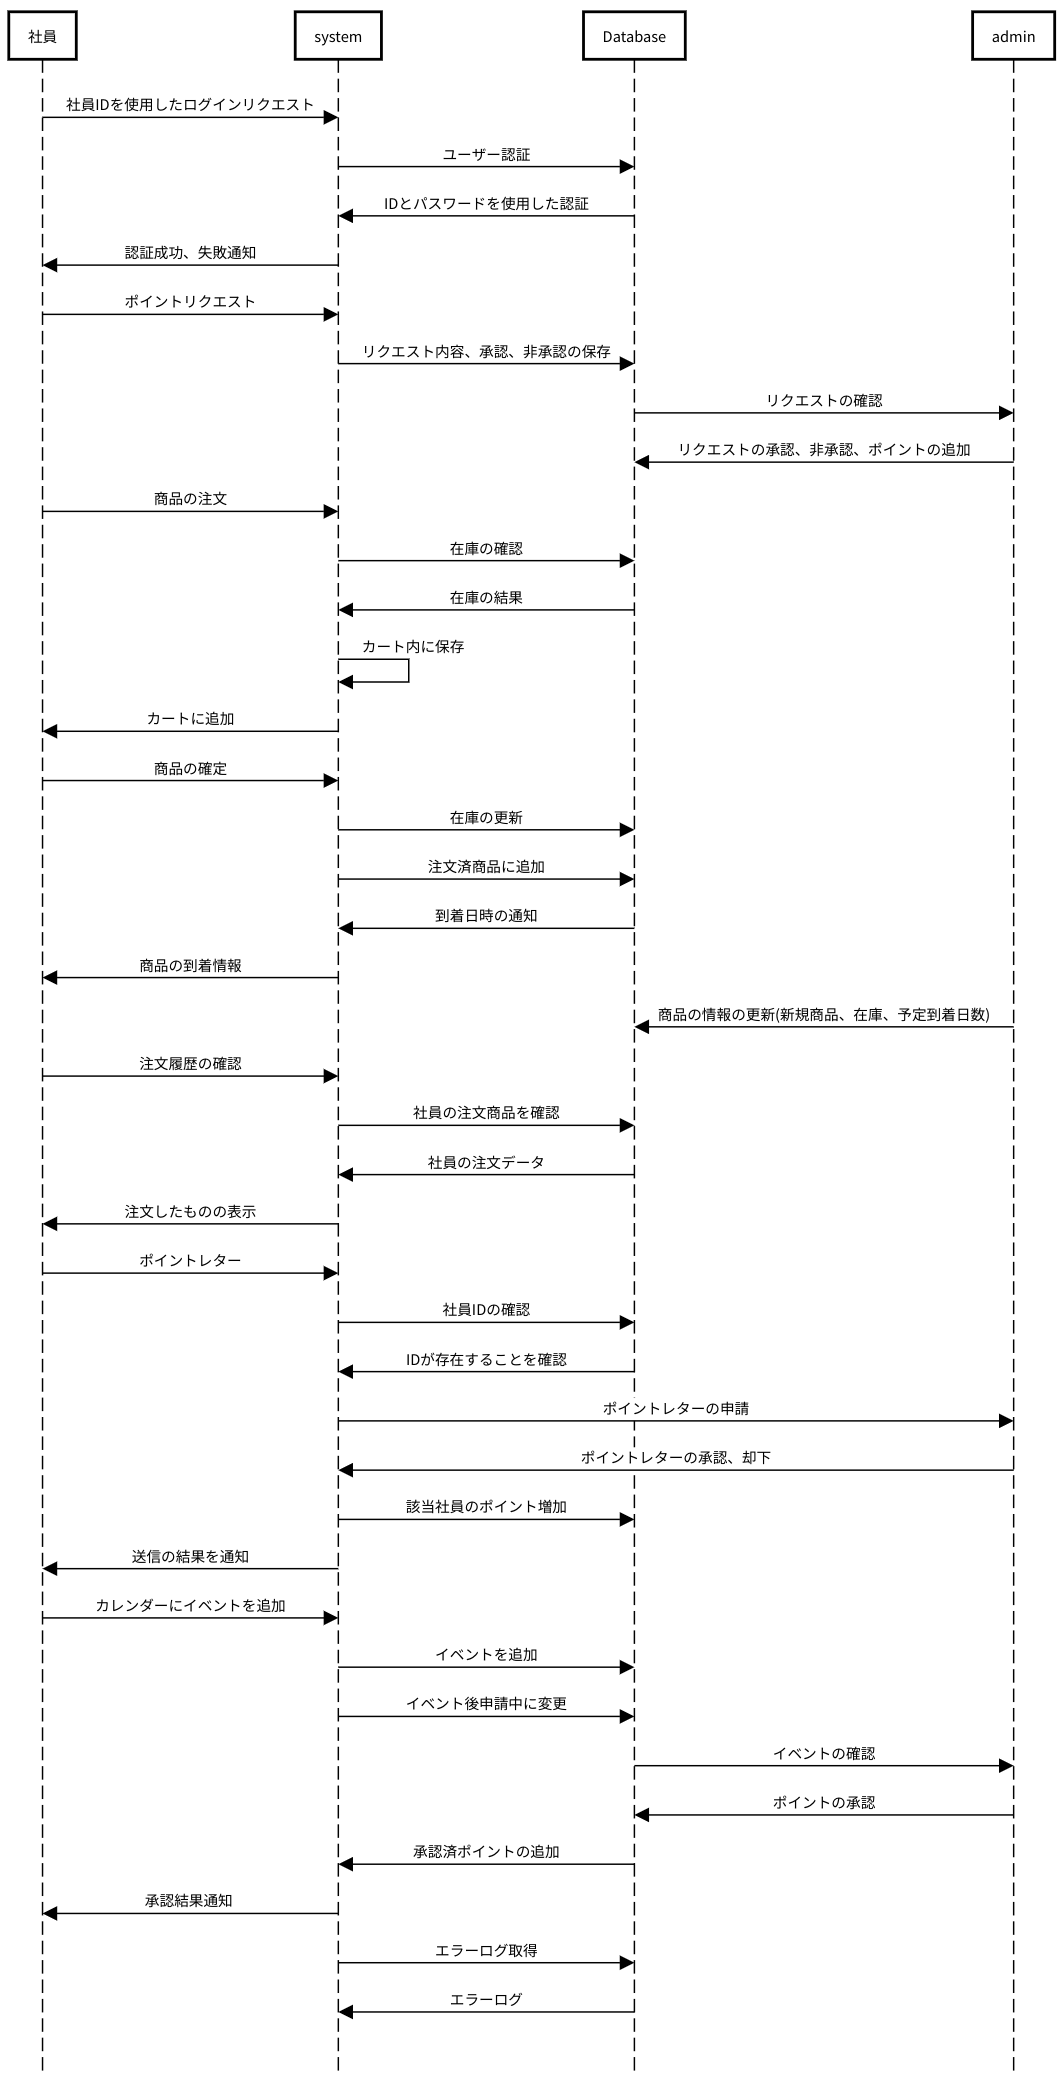 社員
system
Database
admin
社員IDを使用したログインリクエスト
ユーザー認証
IDとパスワードを使用した認証
認証成功、失敗通知
ポイントリクエスト
リクエスト内容、承認、非承認の保存
リクエストの確認
リクエストの承認、非承認、ポイントの追加
商品の注文
在庫の確認
在庫の結果
カート内に保存
カートに追加
商品の確定
在庫の更新
注文済商品に追加
到着日時の通知
商品の到着情報
商品の情報の更新(新規商品、在庫、予定到着日数)
注文履歴の確認
社員の注文商品を確認
社員の注文データ
注文したものの表示
ポイントレター
社員IDの確認
IDが存在することを確認
ポイントレターの申請
ポイントレターの承認、却下
該当社員のポイント増加
送信の結果を通知
カレンダーにイベントを追加
イベントを追加
イベント後申請中に変更
イベントの確認
ポイントの承認
承認済ポイントの追加
承認結果通知
エラーログ取得
エラーログ